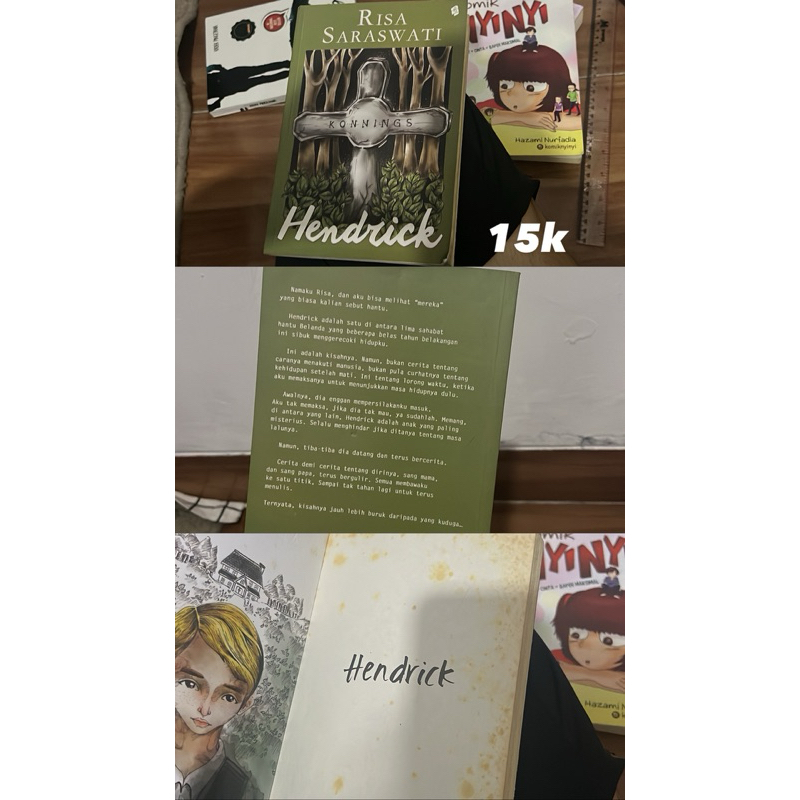 RISA
SARASWATI
KONNINGS
Hendrick
YINYI
Hazami Nurfadia
komiknyinyi
15k
Namaku Risa, dan aku bisa melihat "mereka"
yang biasa kalian sebut hantu.
Hendrick adalah satu di antara lima sahabat
hantu Belanda yang beberapa belas tahun belakangan
ini sibuk menggerecoki hidupku.
Ini adalah kisahnya. Namun, bukan cerita tentang
caranya menakuti manusia, bukan pula curhatnya tentang
kehidupan setelah mati. Ini tentang lorong waktu, ketika
aku memaksanya untuk menunjukkan masa hidupnya dulu.
Awalnya, dia enggan mempersilakanku masuk.
Aku tak memaksa, jika dia tak mau, ya sudahlah. Memang,
di antara yang lain, Hendrick adalah anak yang paling
misterius. Selalu menghindar jika ditanya tentang masa
lalunya.
Namun, tiba-tiba dia datang dan terus bercerita.
Cerita demi cerita tentang dirinya, sang mama,
dan sang papa, terus bergulir. Semua membawaku
ke satu titik, Sampai tak tahan lagi untuk terus
menulis.
Ternyata, kisahnya jauh lebih buruk daripada yang kuduga…
Hendrick
YINY
Hazami N